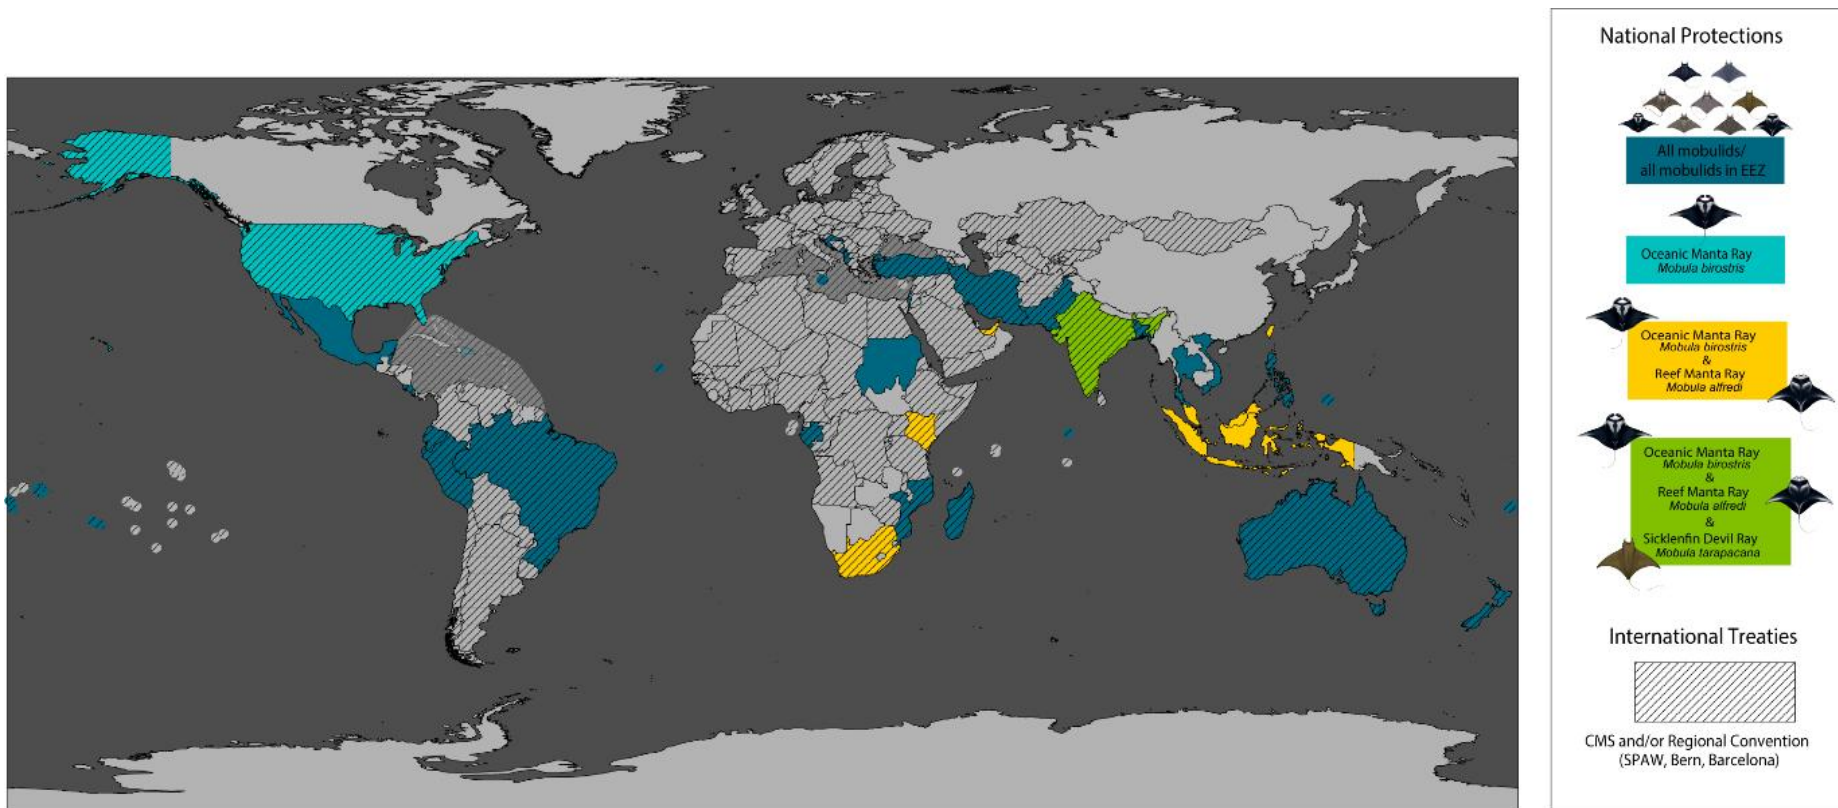 National Protections
All mobulids/
all mobulids in EEZ
Oceanic Manta Ray
Mobula birostris
Oceanic Manta Ray
Mobula birostris
&
Reef Manta Ray
Mobula alfredi
Oceanic Manta Ray
Mobula birostris
&
Reef Manta Ray
Mobula alfredi
&
Sicklenfin Devil Ray
Mobula tarapacana
International Treaties
CMS and/or Regional Convention
(SPAW, Bern, Barcelona)